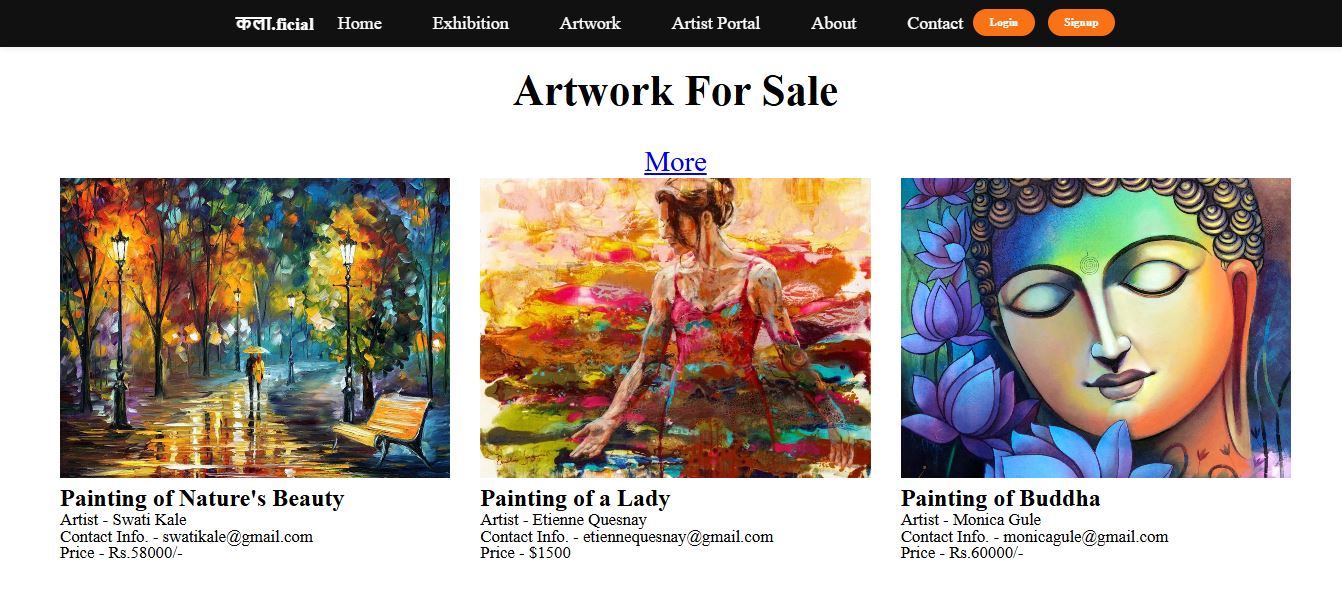 कला.ficial Home Exhibition Artwork Artist Portal About Contact Login Signup
Artwork For Sale
More
Painting of Nature's Beauty
Artist - Swati Kale
Contact Info. - swatikale@gmail.com
Price - Rs.58000/-
Painting of a Lady
Artist - Etienne Quesnay
Contact Info. - etiennequesnay@gmail.com
Price - $1500
Painting of Buddha
Artist - Monica Gule
Contact Info. - monicagule@gmail.com
Price - Rs.60000/-